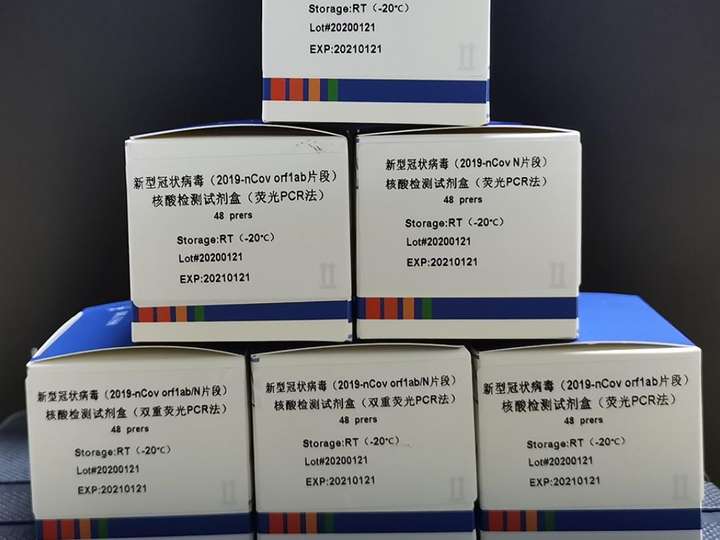 Storage:RT（-20℃）
Lot#20200121
EXP:20210121
新型冠状病毒（2019-nCov orf1ab片段）
核酸检测试剂盒（荧光PCR法）
48 prers
Storage:RT（-20℃）
Lot#20200121
EXP:20210121
新型冠状病毒（2019-nCov N片段）
核酸检测试剂盒（荧光PCR法）
48 prers
Storage:RT（-20℃）
Lot#20200121
EXP:20210121
新型冠状病毒（2019-nCov orf1ab/N片段）
核酸检测试剂盒（双重荧光PCR法）
48 prers
Storage:RT（-20℃）
Lot#20200121
EXP:20210121
新型冠状病毒（2019-nCov orf1ab/N片段）
核酸检测试剂盒（双重荧光PCR法）
48 prers
Storage:RT（-20℃）
Lot#20200121
EXP:20210121
新型冠状病毒（2019-nCov orf1ab片段）
核酸检测试剂盒（荧光PCR法）
48 prers
Storage:RT（-20℃）
Lot#20200121
EXP:20210121